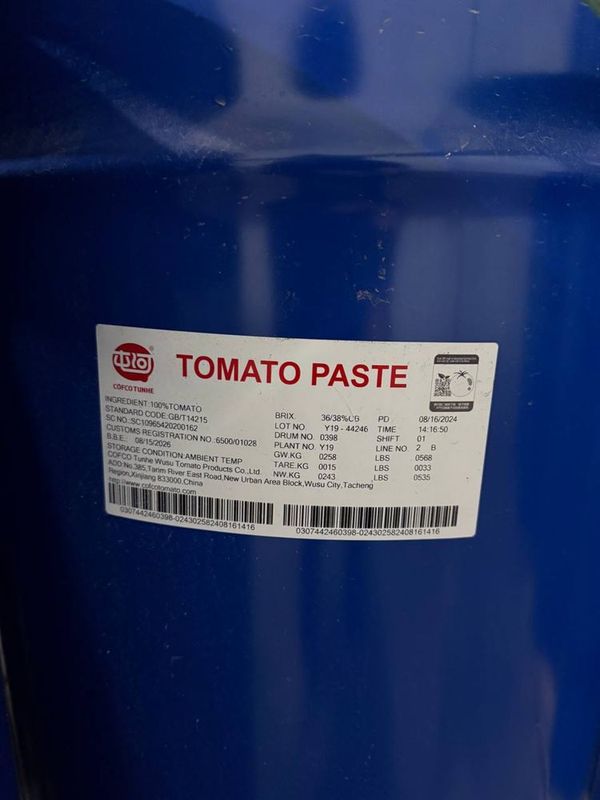 COFCO TUNHE
TOMATO PASTE
INGREDIENT:100%TOMATO
STANDARD CODE:GB/T14215
SC NO.:SC10965420200162
CUSTOMS REGISTRATION NO.:6500/01028
B.B.E. 08/15/2026
STORAGE CONDITION:AMBIENT TEMP
COFCO Tunhe Wusu Tomato Products Co.,Ltd.
ADD:No.385,Tarim River East Road,New Urban Area Block,Wusu City,Tacheng
Region,Xinjiang 833000,China
http://www.cofcotomato.com
BRIX. 36/38%CB
LOT NO Y19 - 44246
DRUM NO. 0398
PLANT NO. Y19
GW.KG 0258
TARE.KG 0015
NW.KG 0243
PD. 08/16/2024
TIME 14:16:50
SHIFT 01
LINE NO. 2 B
LBS 0568
LBS 0033
LBS 0535
0307442460398-024302582408161416
0307442460398-024302582408161416